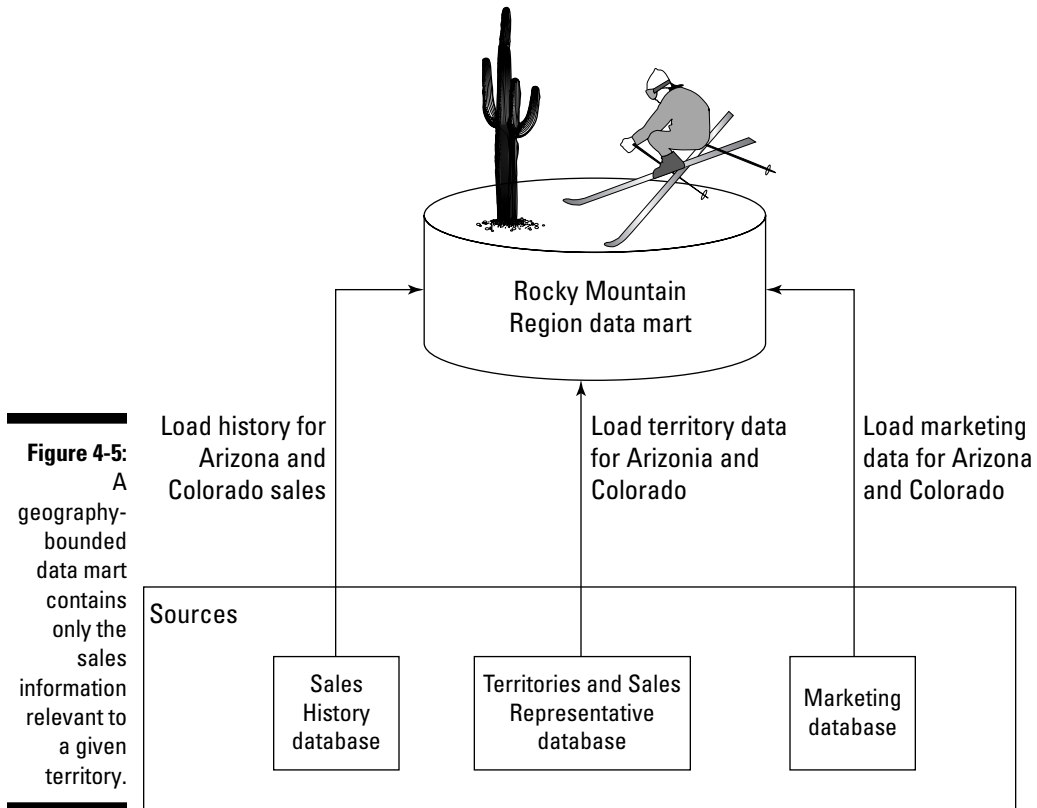 Rocky Mountain
Region data mart
Load history for
Arizona and
Colorado sales
Load territory data
for Arizonia and
Colorado
Load marketing
data for Arizona
and Colorado
Figure 4-5:
A
geography-
bounded
data mart
contains
only the
sales
information
relevant to
a given
territory.
Sources
Sales
History
database
Territories and Sales
Representative
database
Marketing
database